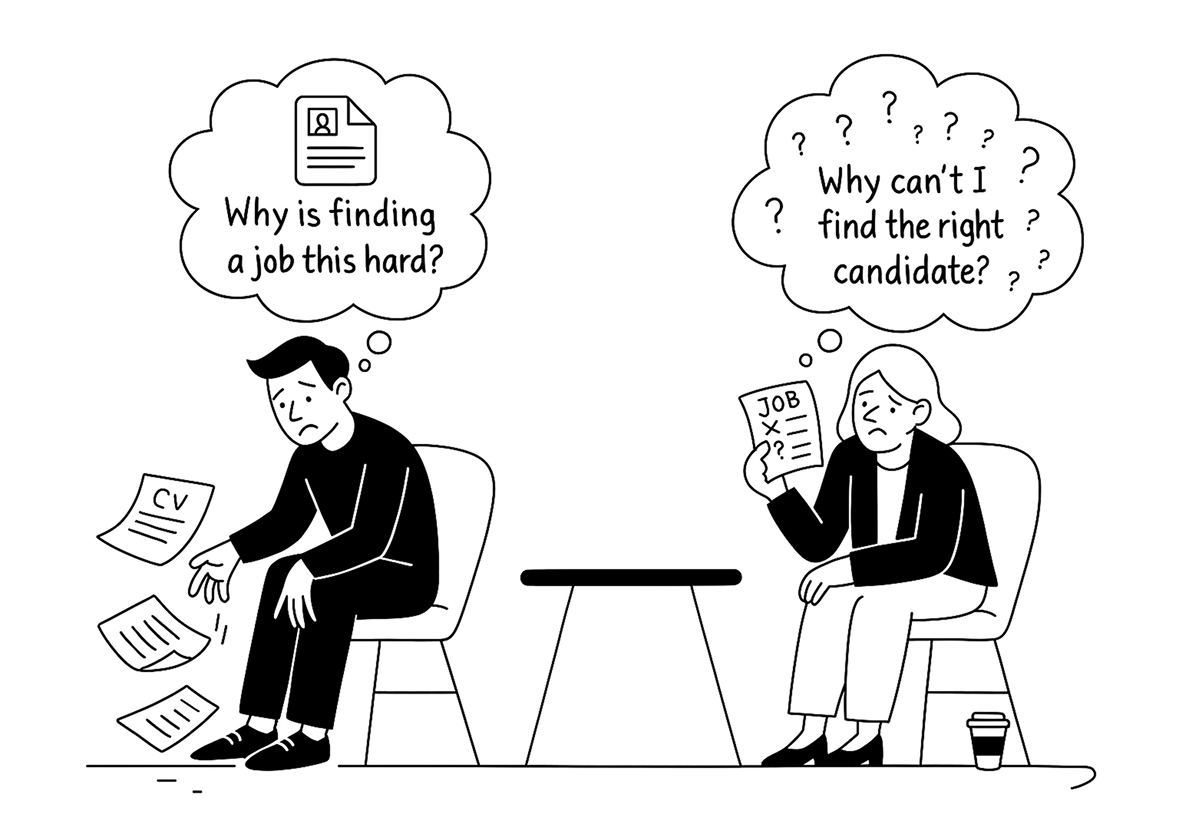 Why is finding
a job this hard?
Why can't I
find the right
candidate?
? ? ? ? ? ? ? ? ? ? ?
CV
JOB
X
?